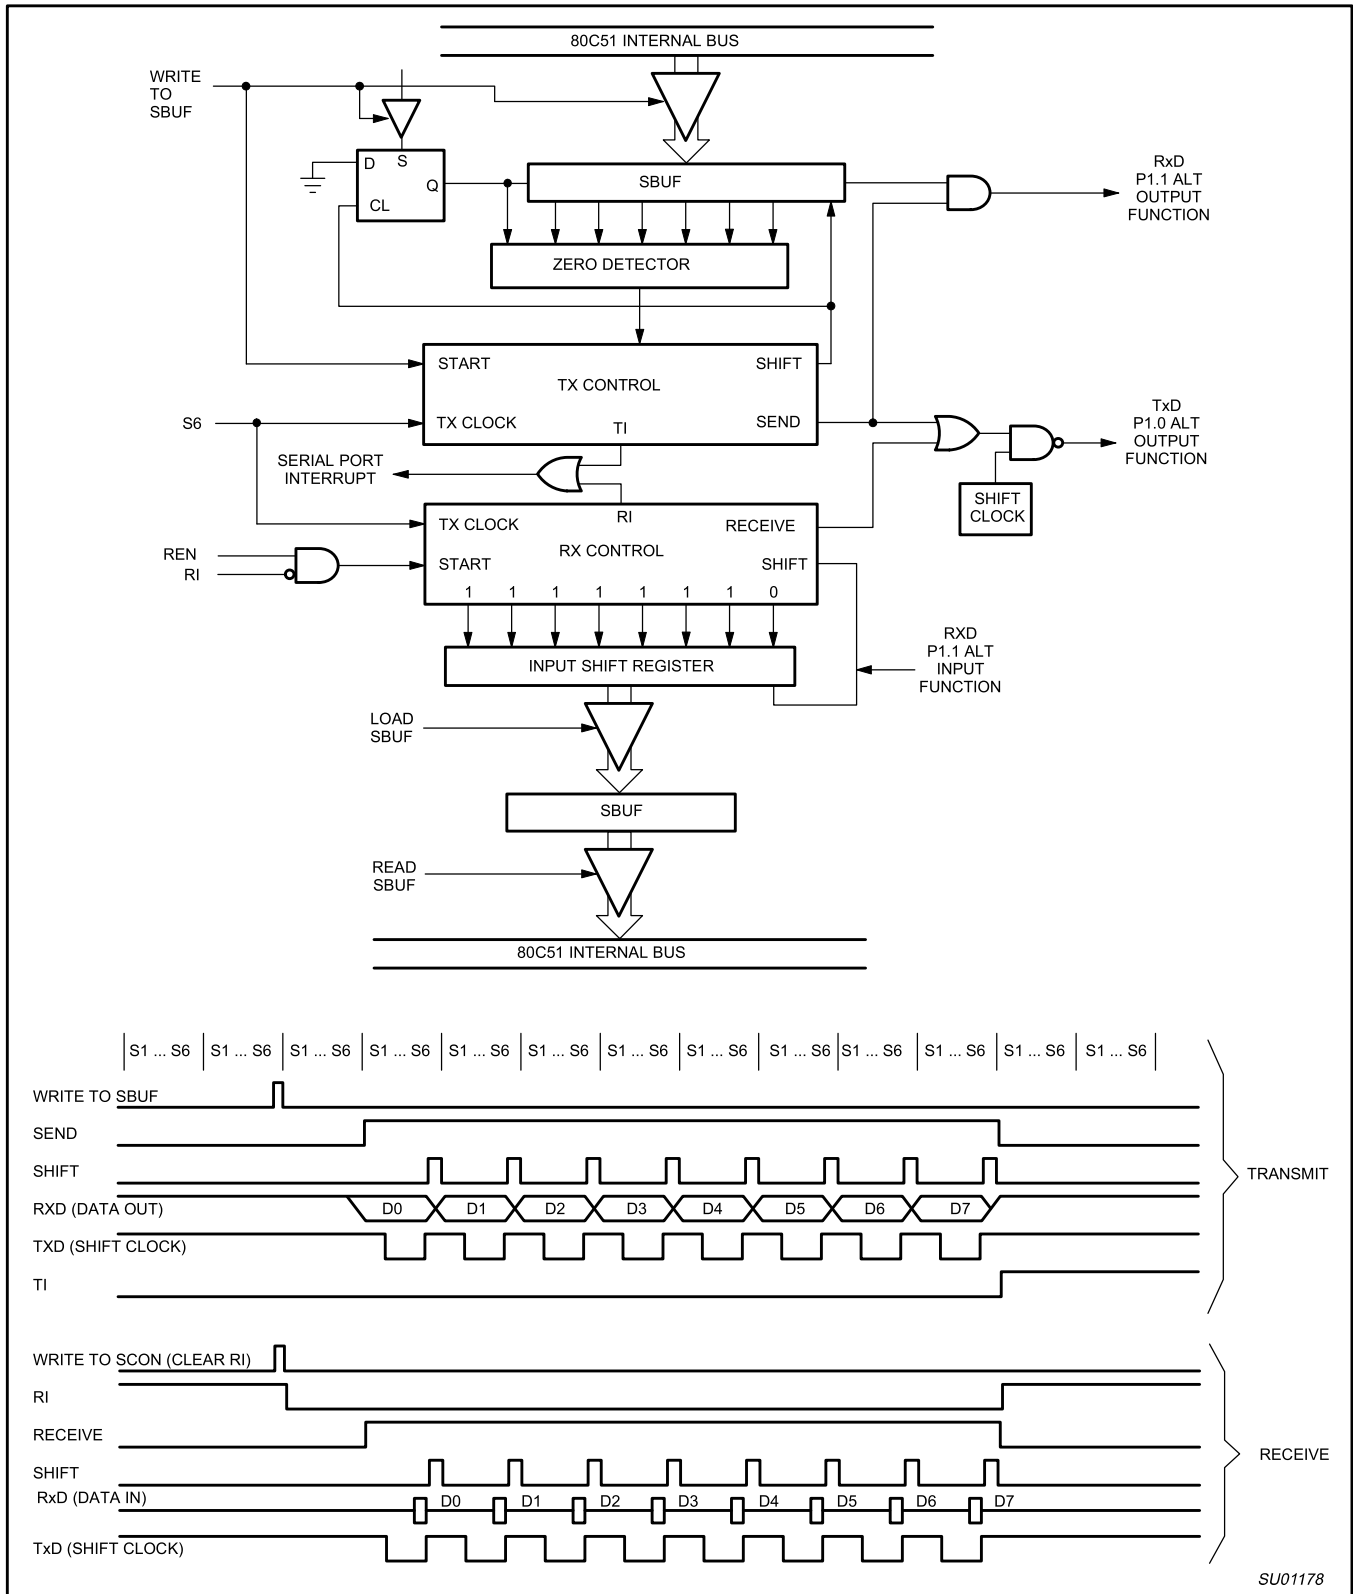 80C51 INTERNAL BUS
WRITE
TO
SBUF
D
S
Q
CL
SBUF
RxD
P1.1 ALT
OUTPUT
FUNCTION
ZERO DETECTOR
START
SHIFT
TX CONTROL
TX CLOCK
SEND
TI
S6
TxD
P1.0 ALT
OUTPUT
FUNCTION
SERIAL PORT
INTERRUPT
SHIFT
CLOCK
RI
TX CLOCK
RECEIVE
RX CONTROL
START
SHIFT
REN
RI
1 1 1 1 1 1 1 0
RXD
P1.1 ALT
INPUT
FUNCTION
INPUT SHIFT REGISTER
LOAD
SBUF
SBUF
READ
SBUF
80C51 INTERNAL BUS
S1 ... S6 S1 ... S6 S1 ... S6 S1 ... S6 S1 ... S6 S1 ... S6 S1 ... S6 S1 ... S6 S1 ... S6 S1 ... S6 S1 ... S6 S1 ... S6 S1 ... S6
WRITE TO SBUF
SEND
SHIFT
TRANSMIT
RXD (DATA OUT) D0 D1 D2 D3 D4 D5 D6 D7
TXD (SHIFT CLOCK)
TI
WRITE TO SCON (CLEAR RI)
RI
RECEIVE
RECEIVE
SHIFT
RxD (DATA IN) D0 D1 D2 D3 D4 D5 D6 D7
TxD (SHIFT CLOCK)
SU01178